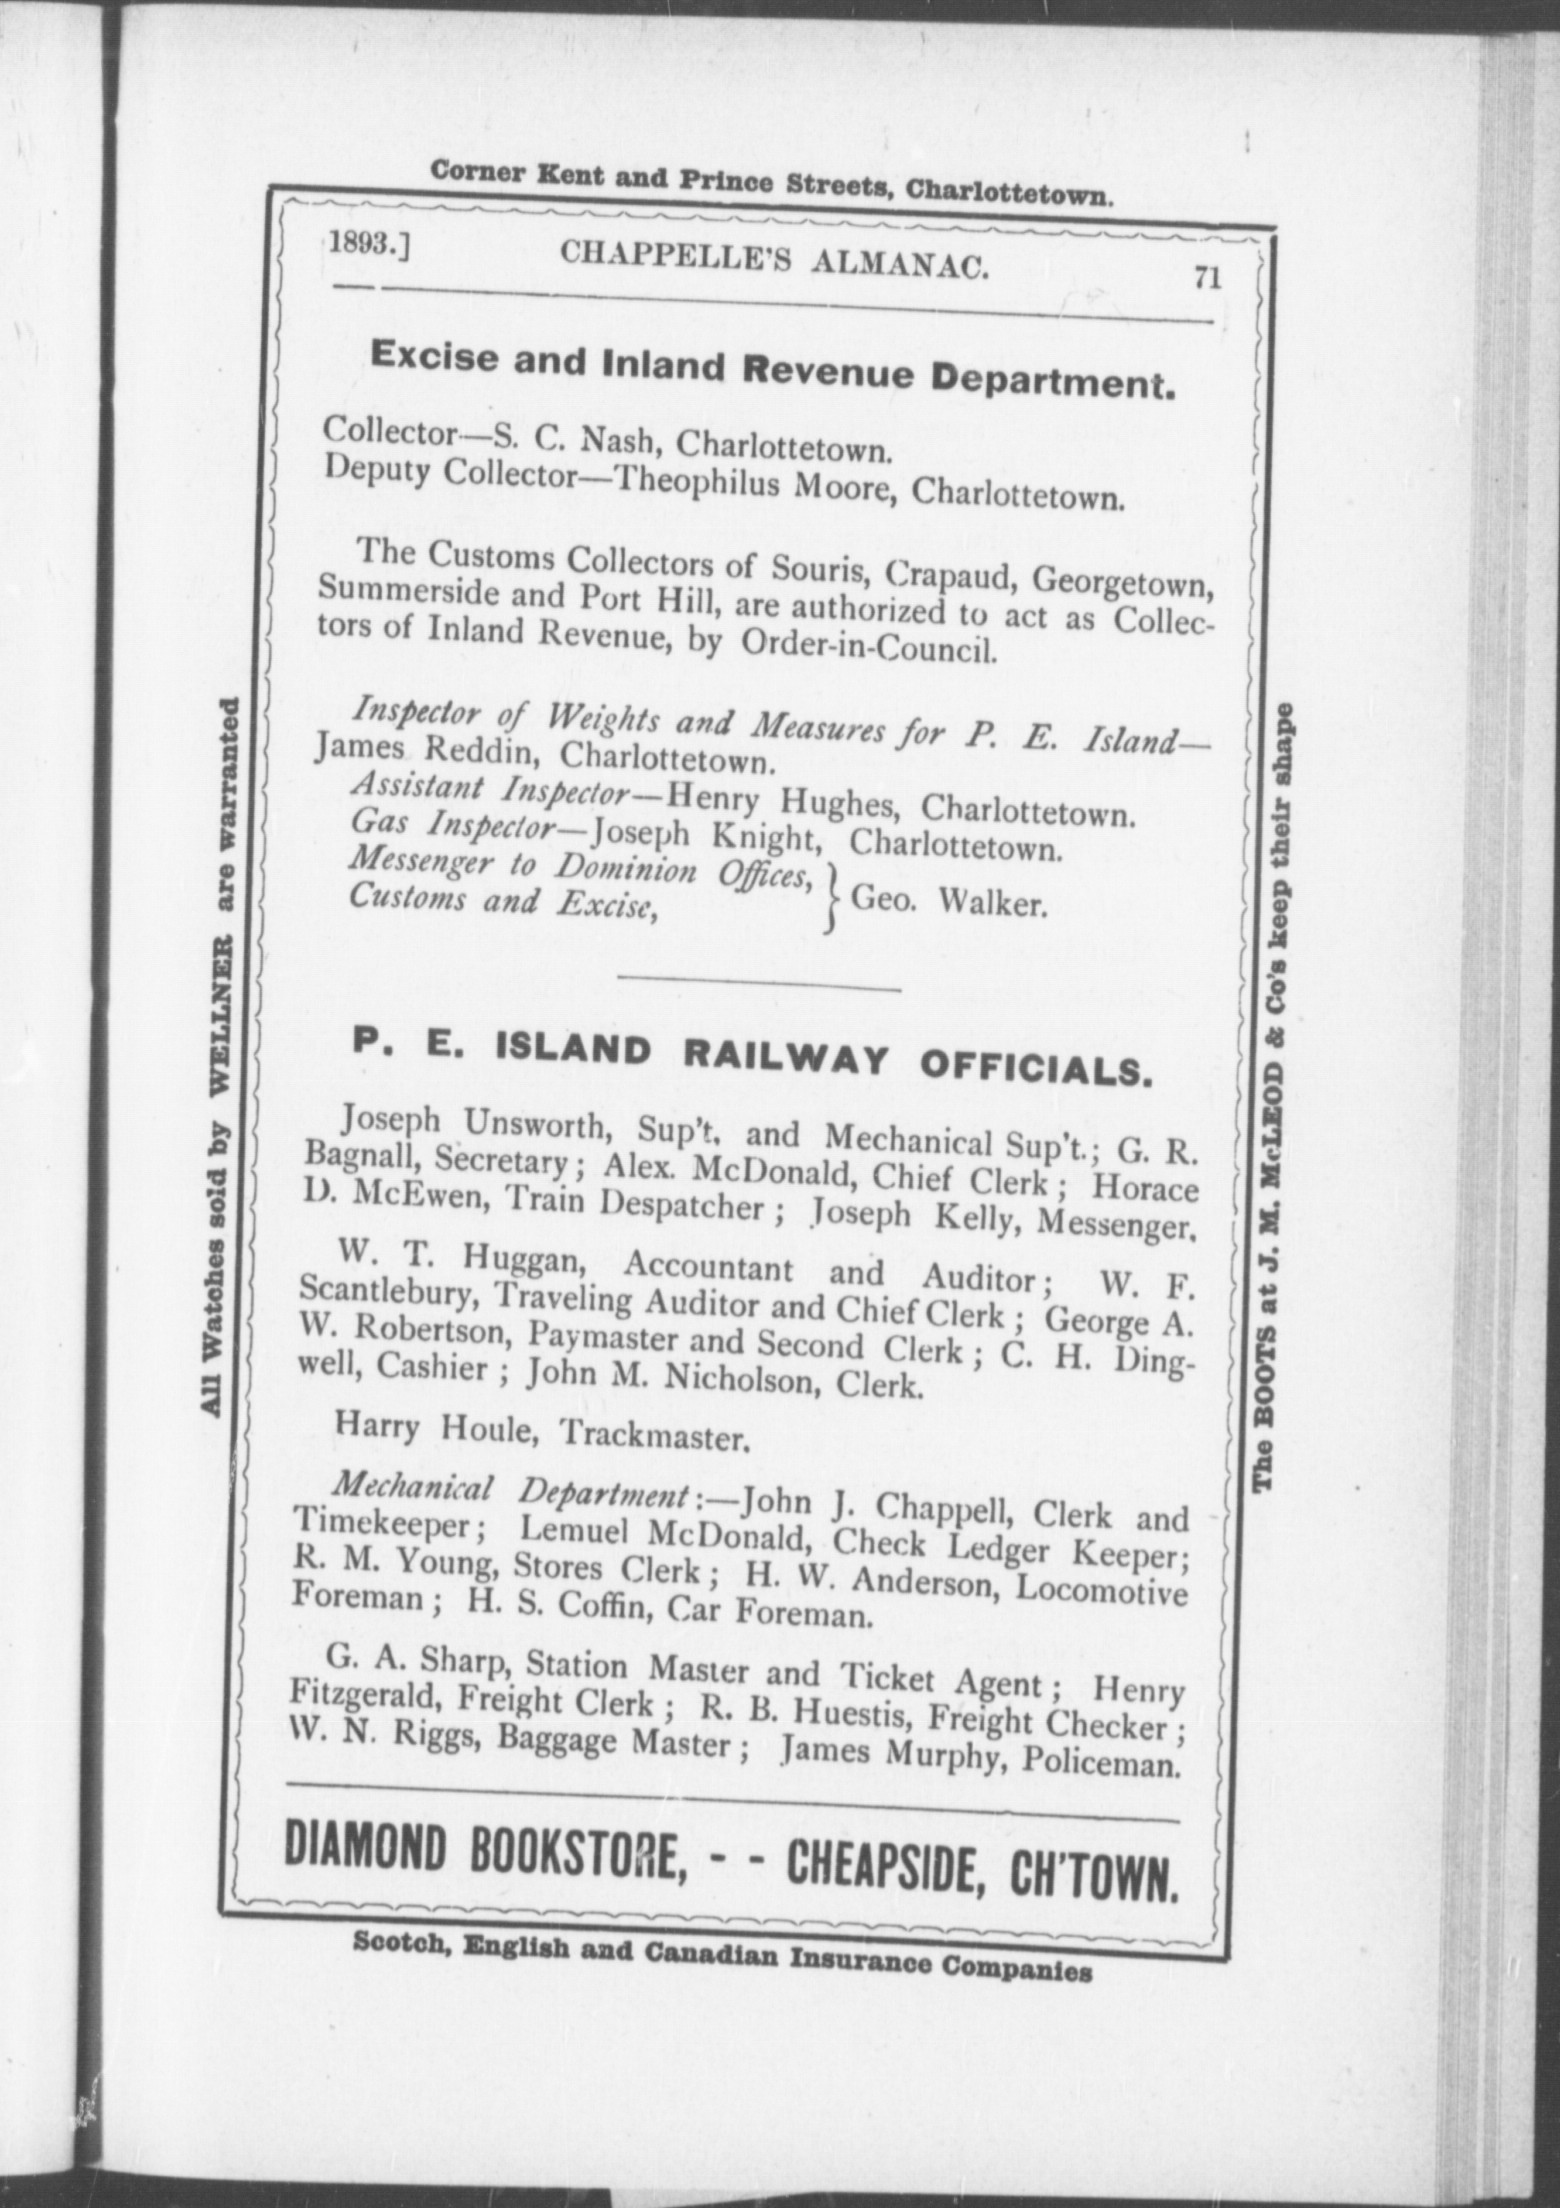 Corner Kent and Prince Streets, Charlottetown.
1893.] CHAPPELLE'S ALMANAC. 71
Excise and Inland Revenue Department.
Collector—S. C. Nash, Charlottetown.
Deputy Collector—Theophilus Moore, Charlottetown.
The Customs Collectors of Souris, Crapaud, Georgetown,
Summerside and Port Hill, are authorized to act as Collec-
tors of Inland Revenue, by Order-in-Council.
Inspector of Weights and Measures for P. E. Island—
James Reddin, Charlottetown.
Assistant Inspector—Henry Hughes, Charlottetown.
Gas Inspector—Joseph Knight, Charlottetown.
Messenger to Dominion Offices,
Customs and Excise, } Geo. Walker.
P. E. ISLAND RAILWAY OFFICIALS.
Joseph Unsworth, Sup't. and Mechanical Sup't.; G. R.
Bagnall, Secretary; Alex. McDonald, Chief Clerk; Horace
D. McEwen, Train Despatcher; Joseph Kelly, Messenger.
W. T. Huggan, Accountant and Auditor; W. F.
Scantlebury, Traveling Auditor and Chief Clerk; George A.
W. Robertson, Paymaster and Second Clerk; C. H. Ding-
well, Cashier; John M. Nicholson, Clerk.
Harry Houle, Trackmaster.
Mechanical Department:—John J. Chappell, Clerk and
Timekeeper; Lemuel McDonald, Check Ledger Keeper;
R. M. Young, Stores Clerk; H. W. Anderson, Locomotive
Foreman; H. S. Coffin, Car Foreman.
G. A. Sharp, Station Master and Ticket Agent; Henry
Fitzgerald, Freight Clerk; R. B. Huestis, Freight Checker;
W. N. Riggs, Baggage Master; James Murphy, Policeman.
DIAMOND BOOKSTORE, - - CHEAPSIDE, CH'TOWN.
Scotch, English and Canadian Insurance Companies
All Watches sold by WELLNER are warranted
The BOOTS at J. M. McLEOD & Co's keep their shape